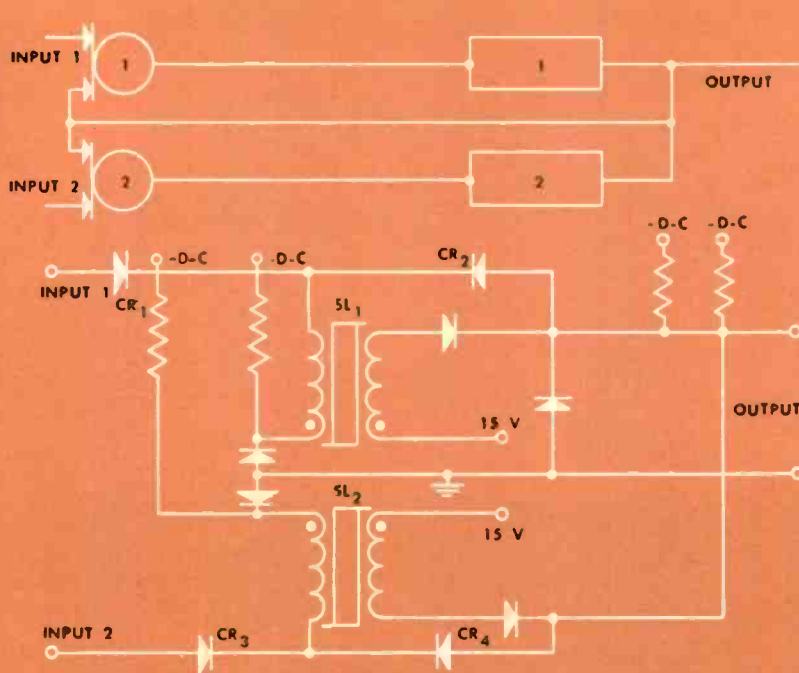 INPUT 1
1
1
OUTPUT
2
2
INPUT 2
-D-C -D-C
-D-C
-D-C
CR2
INPUT 1
CR1
SL1
15 V
OUTPUT
SL2
15 V
INPUT 2
CR3
CR4